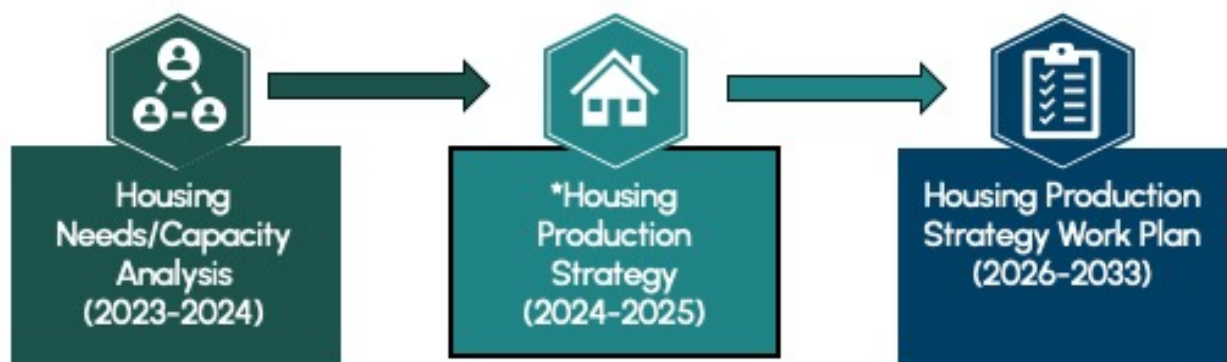 Housing
Needs/Capacity
Analysis
(2023-2024)
*Housing
Production
Strategy
(2024-2025)
Housing Production
Strategy Work Plan
(2026-2033)